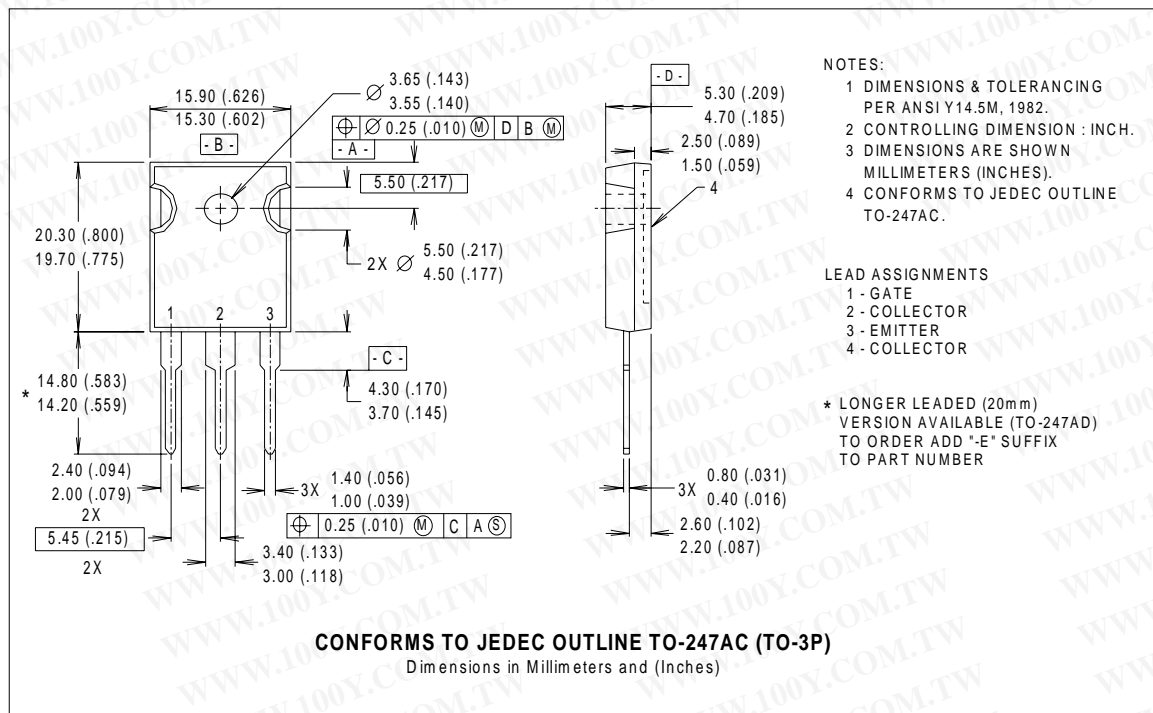 15.90 (.626)
15.30 (.602)
- B -
Ø 3.65 (.143)
3.55 (.140)
⌖ Ø 0.25 (.010) Ⓜ D B Ⓜ
- A -
5.50 (.217)
20.30 (.800)
19.70 (.775)
2X Ø 5.50 (.217)
4.50 (.177)
1 2 3
- C -
* 14.80 (.583)
14.20 (.559)
4.30 (.170)
3.70 (.145)
2.40 (.094)
2.00 (.079)
2X
5.45 (.215)
2X
3X 1.40 (.056)
1.00 (.039)
⌖ 0.25 (.010) Ⓜ C A Ⓢ
3.40 (.133)
3.00 (.118)
- D -
5.30 (.209)
4.70 (.185)
2.50 (.089)
1.50 (.059)
4
3X 0.80 (.031)
0.40 (.016)
2.60 (.102)
2.20 (.087)
NOTES:
1 DIMENSIONS & TOLERANCING
PER ANSI Y14.5M, 1982.
2 CONTROLLING DIMENSION : INCH.
3 DIMENSIONS ARE SHOWN
MILLIMETERS (INCHES).
4 CONFORMS TO JEDEC OUTLINE
TO-247AC.
LEAD ASSIGNMENTS
1 - GATE
2 - COLLECTOR
3 - EMITTER
4 - COLLECTOR
* LONGER LEADED (20mm)
VERSION AVAILABLE (TO-247AD)
TO ORDER ADD "-E" SUFFIX
TO PART NUMBER
CONFORMS TO JEDEC OUTLINE TO-247AC (TO-3P)
Dimensions in Millimeters and (Inches)
WWW.100Y.COM.TW